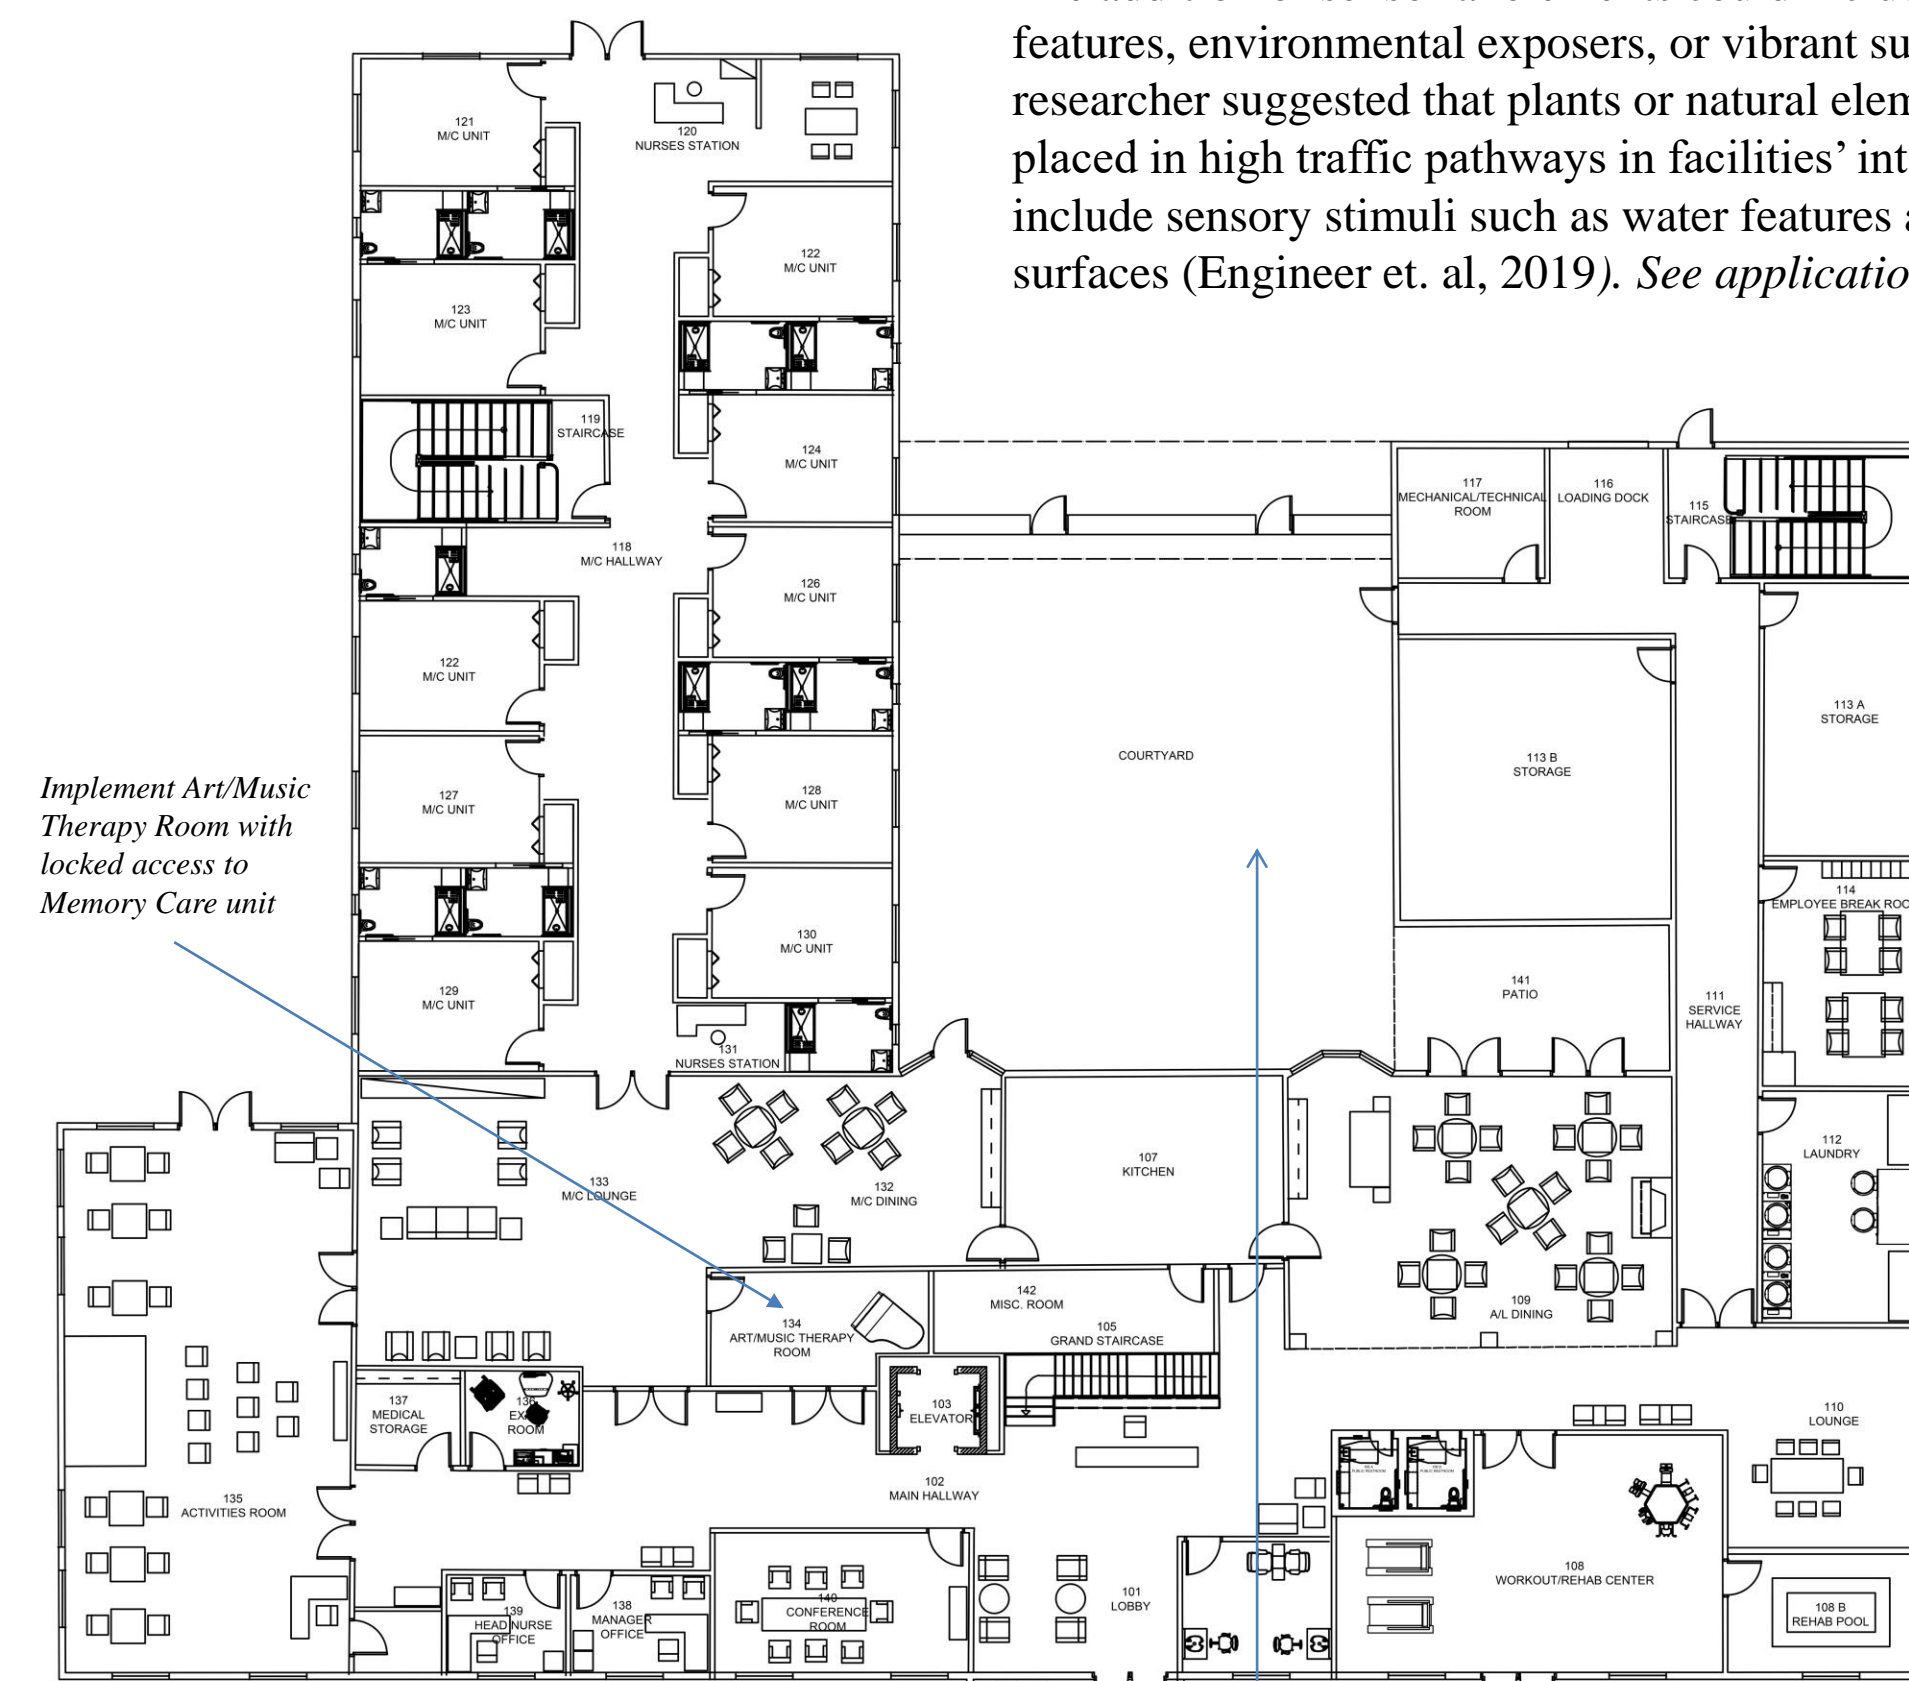 features, environmental exposers, or vibrant su
researcher suggested that plants or natural elem
placed in high traffic pathways in facilities’ int
include sensory stimuli such as water features a
surfaces (Engineer et. al, 2019). See applicatio
121
M/C UNIT
120
NURSES STATION
122
M/C UNIT
123
M/C UNIT
119
STAIRCASE
124
M/C UNIT
117
MECHANICAL/TECHNICAL
ROOM
116
LOADING DOCK
115
STAIRCASE
118
M/C HALLWAY
126
M/C UNIT
122
M/C UNIT
113 A
STORAGE
COURTYARD
113 B
STORAGE
Implement Art/Music
Therapy Room with
locked access to
Memory Care unit
127
M/C UNIT
128
M/C UNIT
114
EMPLOYEE BREAK ROO
130
M/C UNIT
129
M/C UNIT
141
PATIO
111
SERVICE
HALLWAY
131
NURSES STATION
112
LAUNDRY
107
KITCHEN
133
M/C LOUNGE
132
M/C DINING
142
MISC. ROOM
109
A/L DINING
134
ART/MUSIC THERAPY
ROOM
105
GRAND STAIRCASE
137
MEDICAL
STORAGE
136
ROOM
103
ELEVATOR
110
LOUNGE
102
MAIN HALLWAY
135
ACTIVITIES ROOM
PUBLIC RESTROOM
PUBLIC RESTROOM
108
WORKOUT/REHAB CENTER
101
LOBBY
140
CONFERENCE
ROOM
139
HEAD NURSE
OFFICE
138
MANAGER
OFFICE
108 B
REHAB POOL